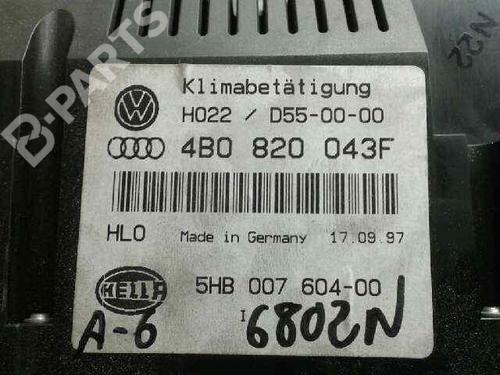 B-PARTS
N22
Klimabetätigung
H022 / D55-00-00
4B0 820 043F
HLO Made in Germany 17.09.97
HELLA 5HB 007 604-00
A-6 I 6802N